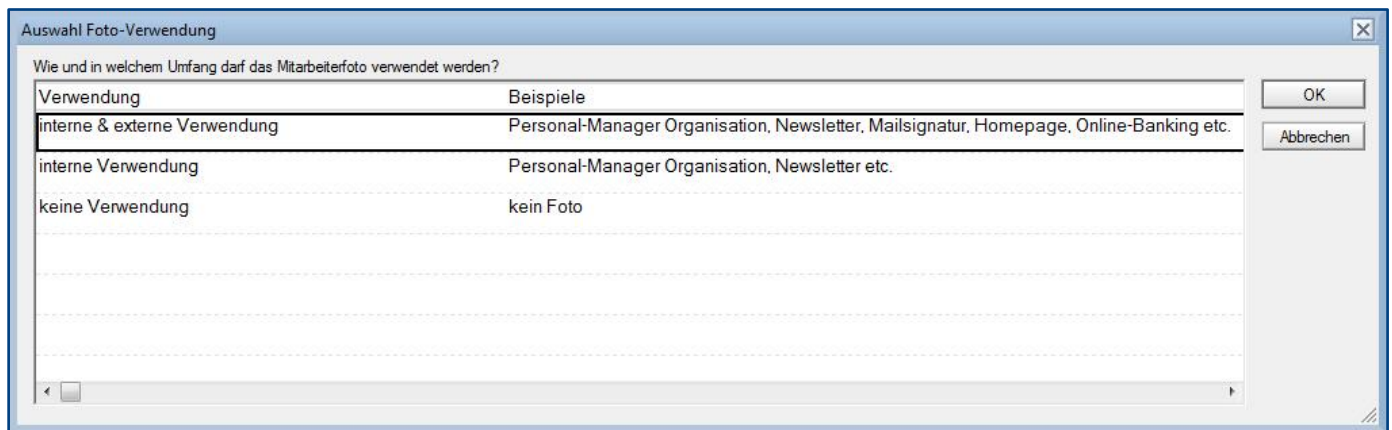 Auswahl Foto-Verwendung
Wie und in welchem Umfang darf das Mitarbeiterfoto verwendet werden?
Verwendung Beispiele
OK
interne & externe Verwendung Personal-Manager Organisation, Newsletter, Mailsignatur, Homepage, Online-Banking etc.
Abbrechen
interne Verwendung Personal-Manager Organisation, Newsletter etc.
keine Verwendung kein Foto